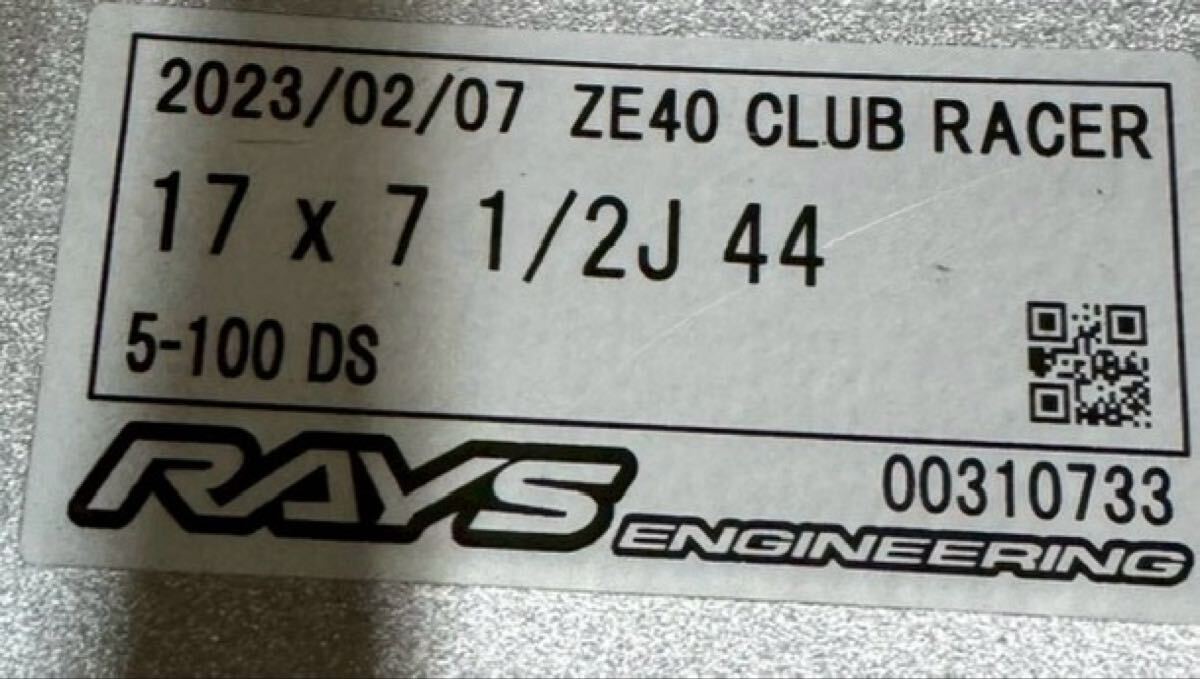 2023/02/07 ZE40 CLUB RACER
17 x 7 1/2J 44
5-100 DS
00310733
RAYS ENGINEERING